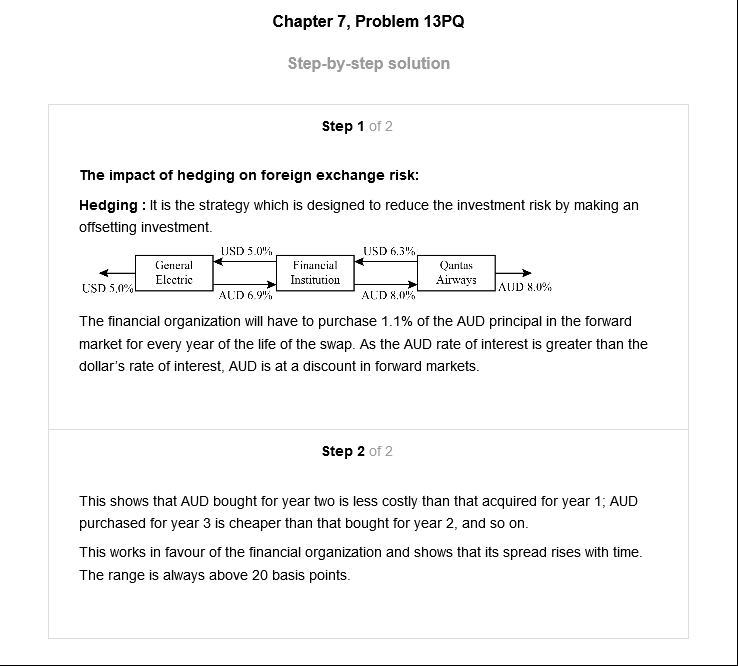 Chapter 7, Problem 13PQ
Step-by-step solution
Step 1 of 2
The impact of hedging on foreign exchange risk:
Hedging : It is the strategy which is designed to reduce the investment risk by making an
offsetting investment.
USD 5.0%
USD 6.3%
General
Electric
Financial
Institution
Qantas
Airways
USD 5.0%
AUD 6.9%
AUD 8.0%
AUD 8.0%
The financial organization will have to purchase 1.1% of the AUD principal in the forward
market for every year of the life of the swap. As the AUD rate of interest is greater than the
dollar’s rate of interest, AUD is at a discount in forward markets.
Step 2 of 2
This shows that AUD bought for year two is less costly than that acquired for year 1; AUD
purchased for year 3 is cheaper than that bought for year 2, and so on.
This works in favour of the financial organization and shows that its spread rises with time.
The range is always above 20 basis points.